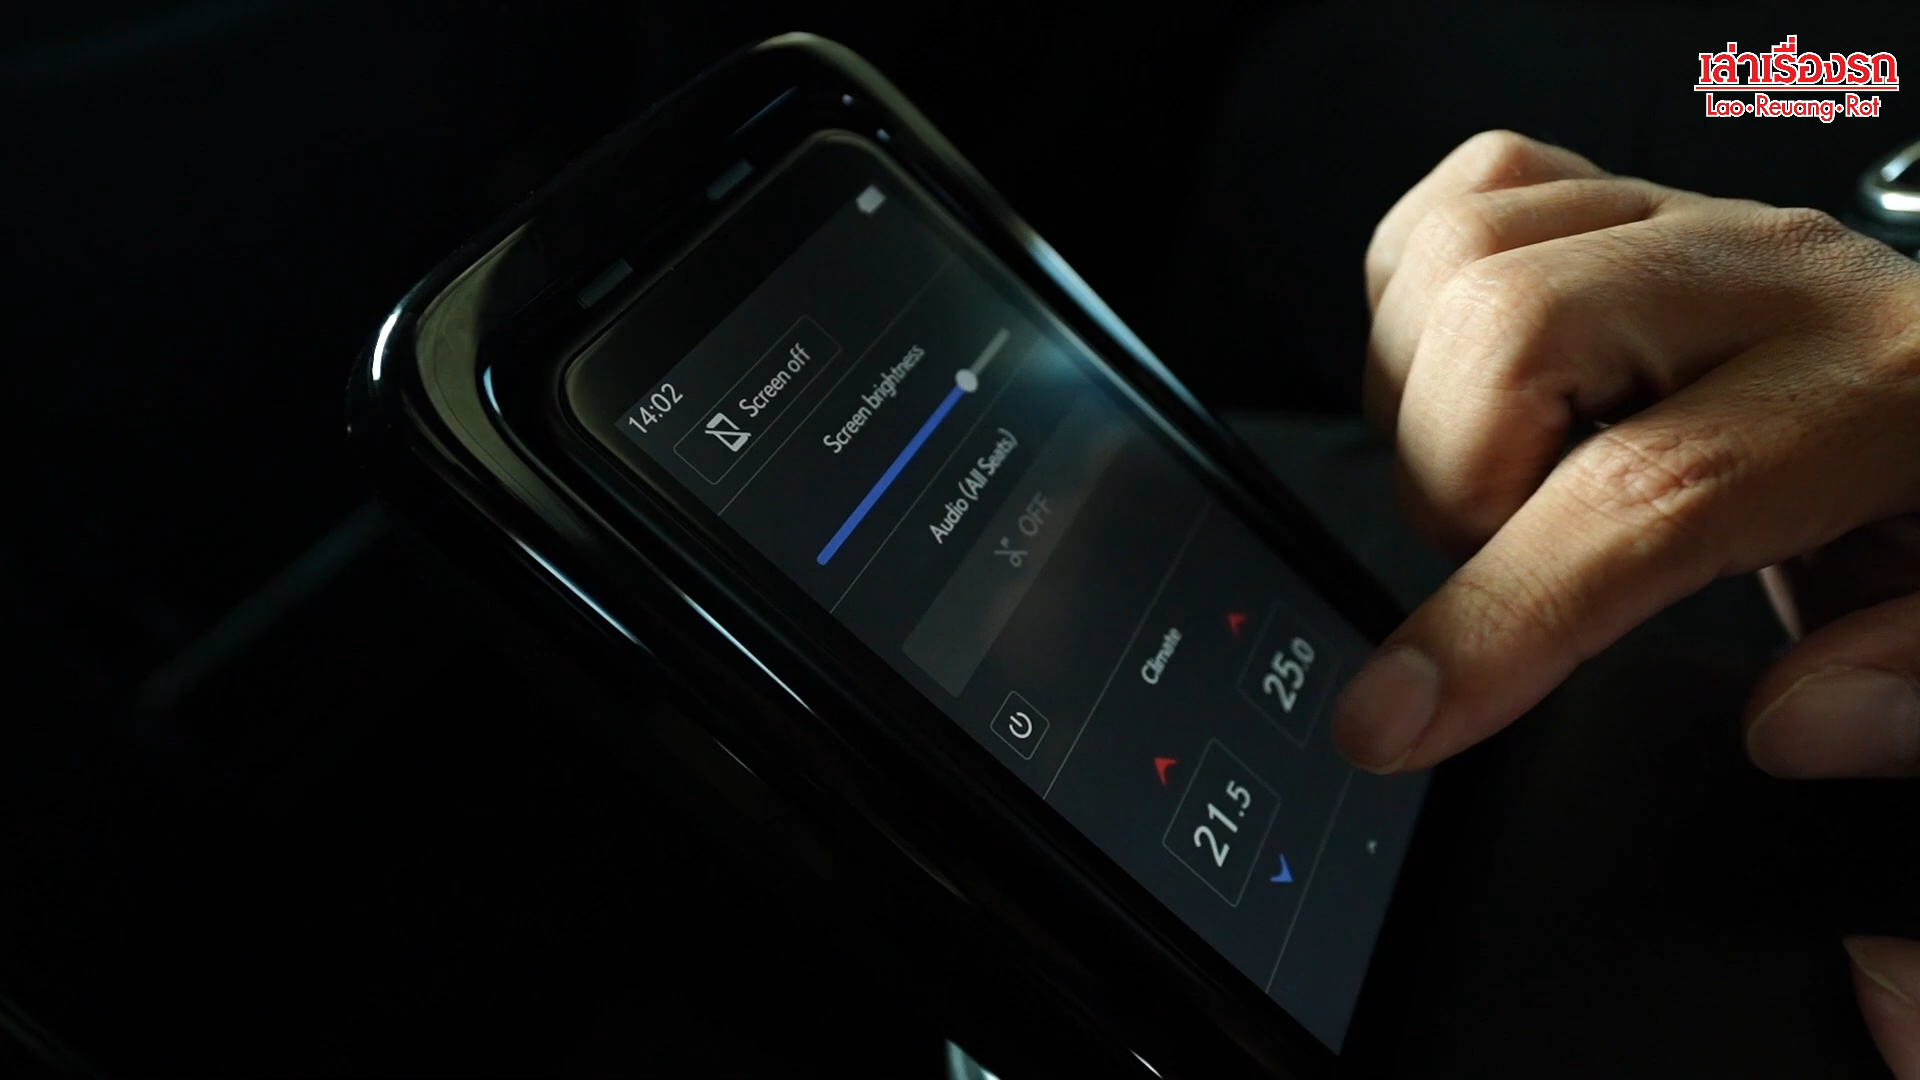 เล่าเรื่องรถ
Lao•Reuang•Rot
14:02
Screen off
Screen brightness
Audio (All Seats)
OFF
Climate
25.0
21.5